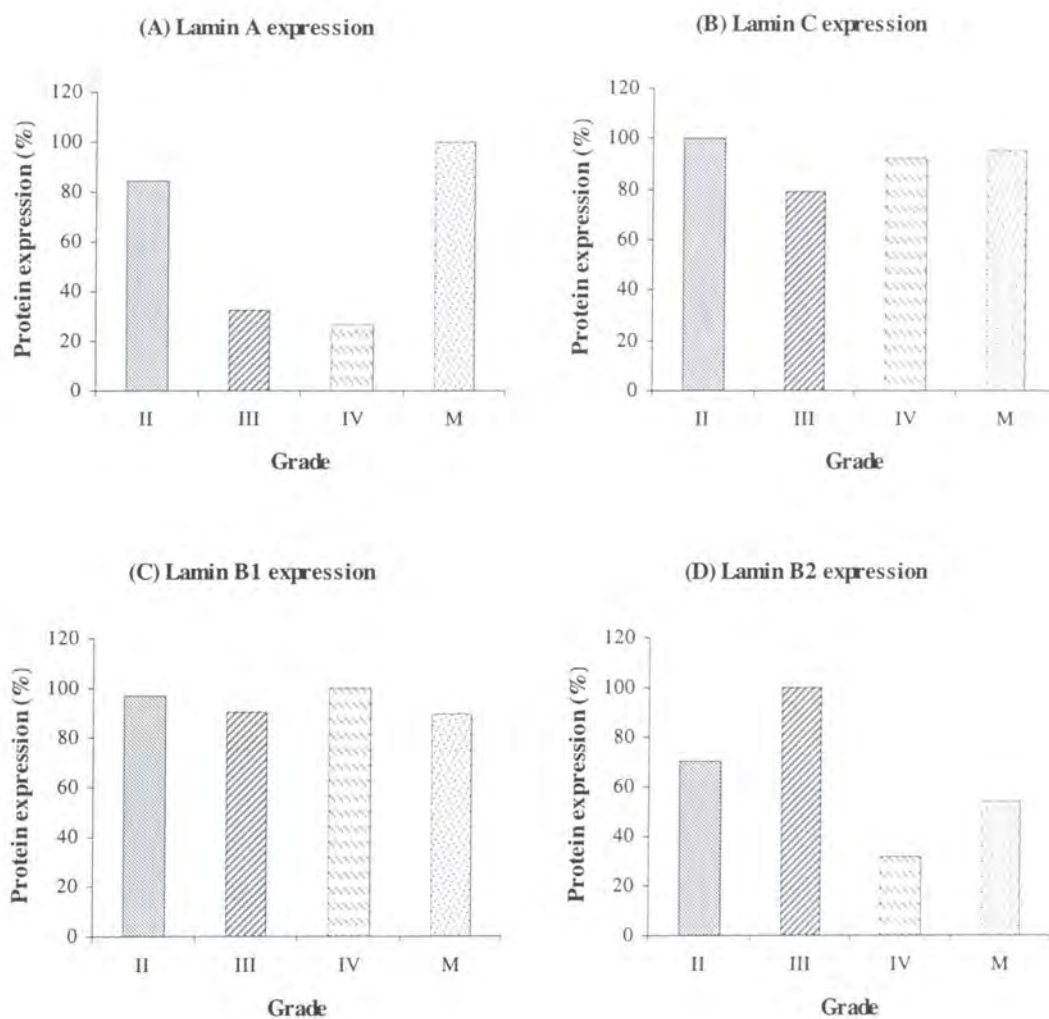 (A) Lamin A expression
Protein expression (%)
120
100
80
60
40
20
0
II III IV M
Grade
(B) Lamin C expression
Protein expression (%)
120
100
80
60
40
20
0
II III IV M
Grade
(C) Lamin B1 expression
Protein expression (%)
120
100
80
60
40
20
0
II III IV M
Grade
(D) Lamin B2 expression
Protein expression (%)
120
100
80
60
40
20
0
II III IV M
Grade